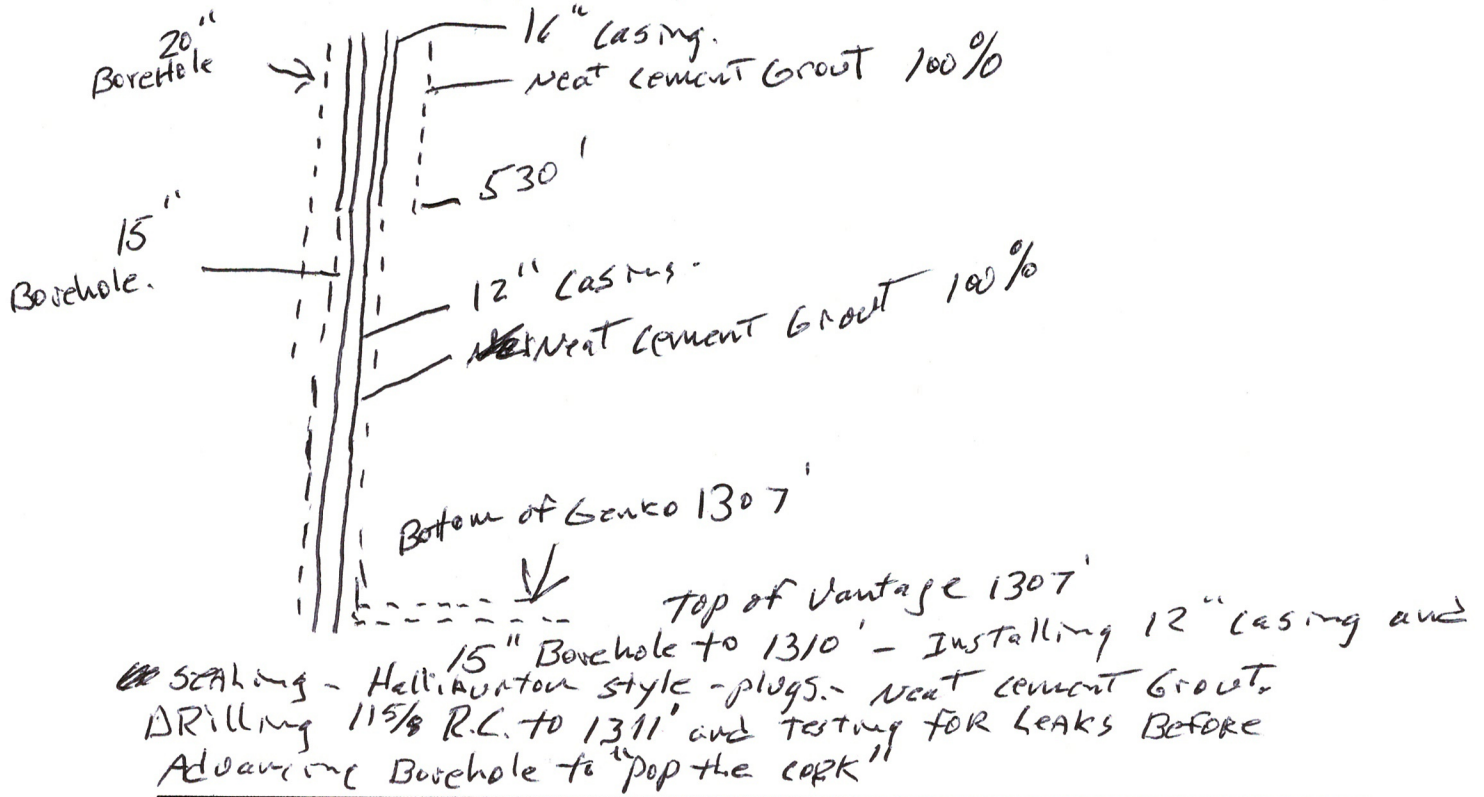 20"
BoreHole
16" Casing.
Neat Cement Grout 100%
530'
15"
Borehole.
12" Casing.
Neat Cement Grout 100%
Bottom of Genko 1307'
Top of Vantage 1307'
15" Borehole to 1310' - Installing 12" casing and
SEAling - Halliburton style - plugs. - Neat cement Grout.
DRilling 11 5/8 R.C. to 1311' and Testing FOR LEAKS BEFORE
Advancing Borehole to "Pop the cork"